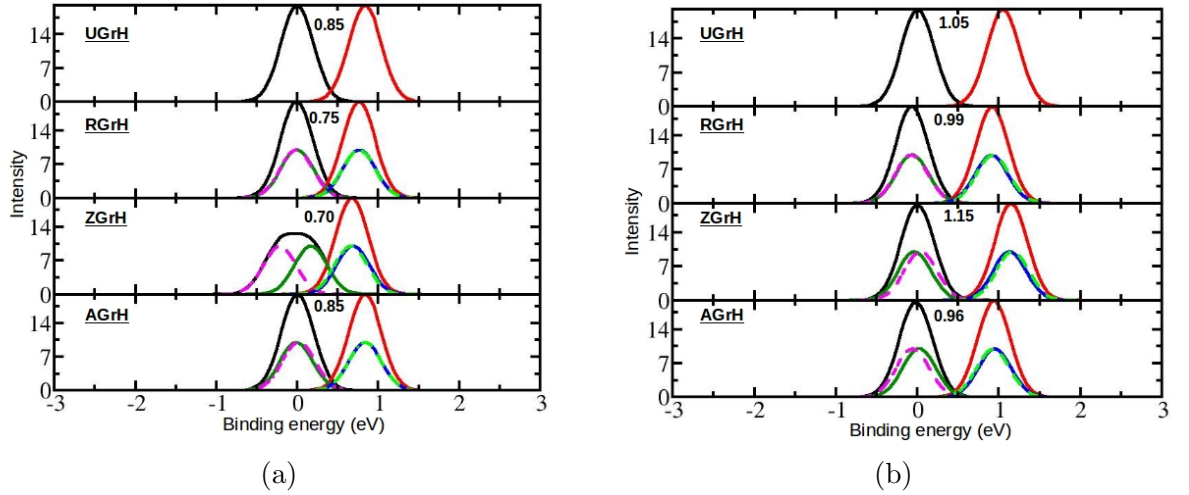 14
UGrH
0.85
7
0
14
RGrH
0.75
7
0
14
ZGrH
0.70
7
0
14
AGrH
0.85
7
0
-3 -2 -1 0 1 2 3
Intensity
Binding energy (eV)
(a)
14
UGrH
1.05
7
0
14
RGrH
0.99
7
0
14
ZGrH
1.15
7
0
14
AGrH
0.96
7
0
-3 -2 -1 0 1 2 3
Intensity
Binding energy (eV)
(b)